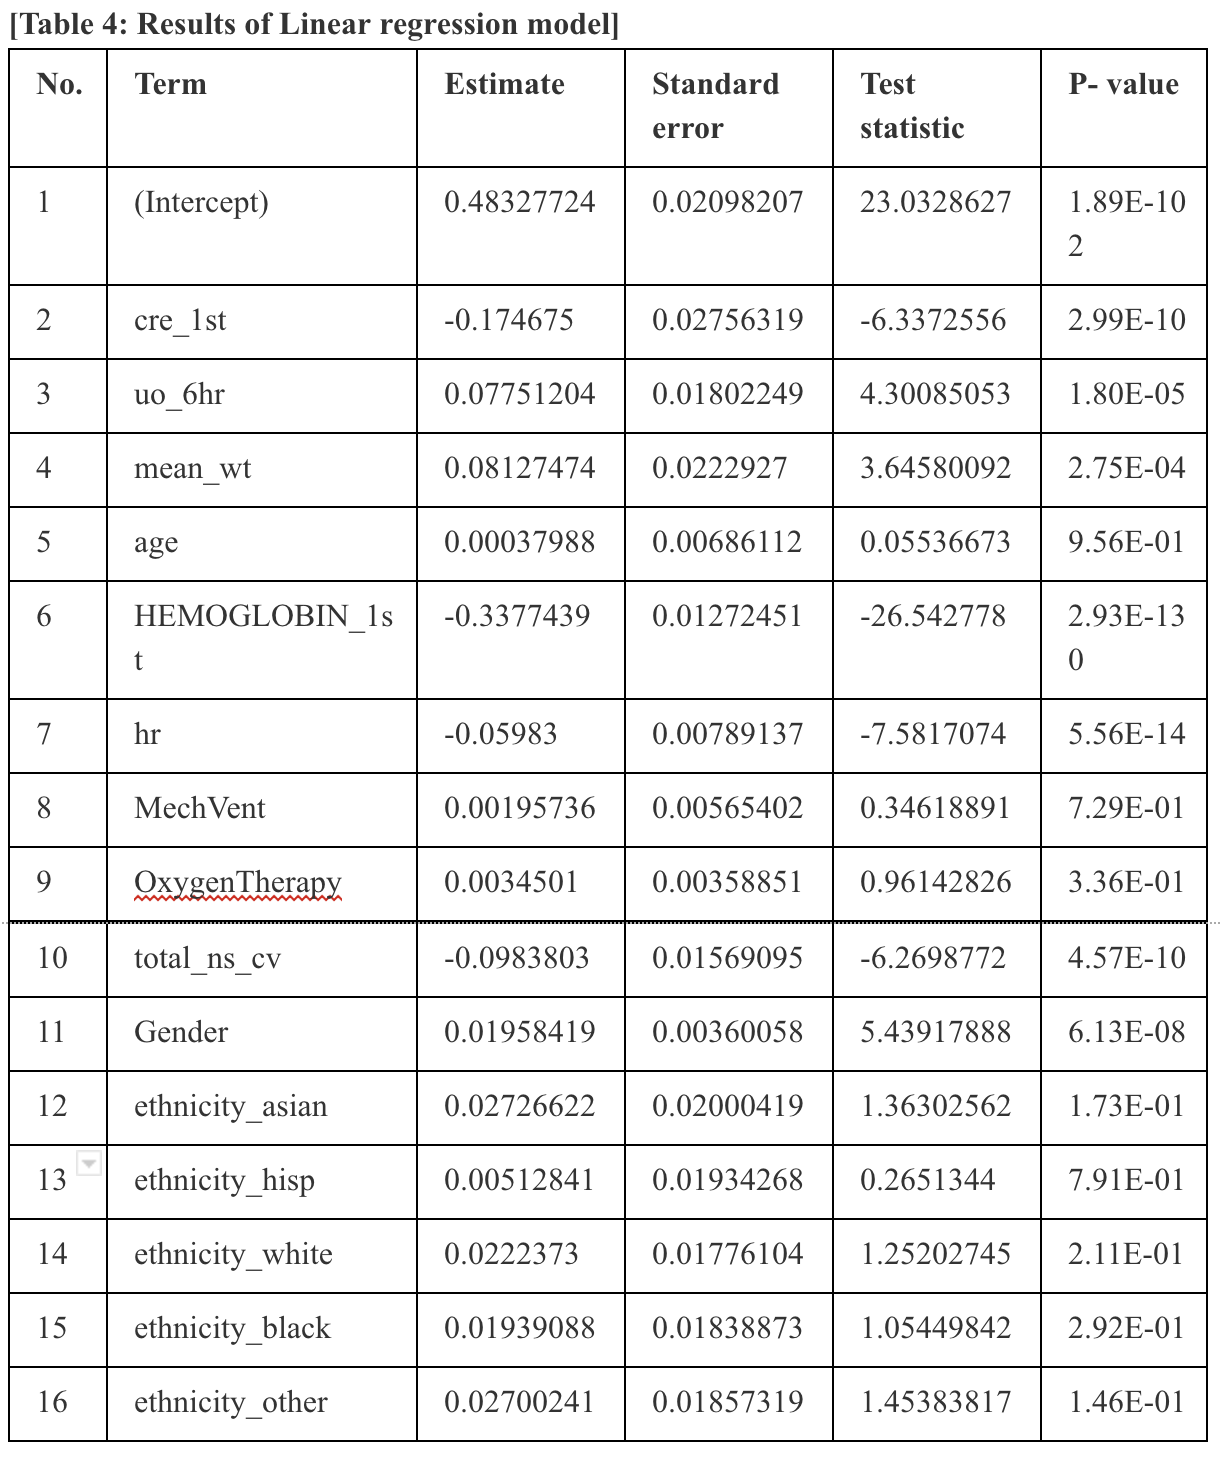 [Table 4: Results of Linear regression model]
No. Term Estimate Standard Test P- value
error statistic
1 (Intercept) 0.48327724 0.02098207 23.0328627 1.89E-10
2
2 cre_1st -0.174675 0.02756319 -6.3372556 2.99E-10
3 uo_6hr 0.07751204 0.01802249 4.30085053 1.80E-05
4 mean_wt 0.08127474 0.0222927 3.64580092 2.75E-04
5 age 0.00037988 0.00686112 0.05536673 9.56E-01
6 HEMOGLOBIN_1s -0.3377439 0.01272451 -26.542778 2.93E-13
t 0
7 hr -0.05983 0.00789137 -7.5817074 5.56E-14
8 MechVent 0.00195736 0.00565402 0.34618891 7.29E-01
9 OxygenTherapy 0.0034501 0.00358851 0.96142826 3.36E-01
10 total_ns_cv -0.0983803 0.01569095 -6.2698772 4.57E-10
11 Gender 0.01958419 0.00360058 5.43917888 6.13E-08
12 ethnicity_asian 0.02726622 0.02000419 1.36302562 1.73E-01
13 ethnicity_hisp 0.00512841 0.01934268 0.2651344 7.91E-01
14 ethnicity_white 0.0222373 0.01776104 1.25202745 2.11E-01
15 ethnicity_black 0.01939088 0.01838873 1.05449842 2.92E-01
16 ethnicity_other 0.02700241 0.01857319 1.45383817 1.46E-01